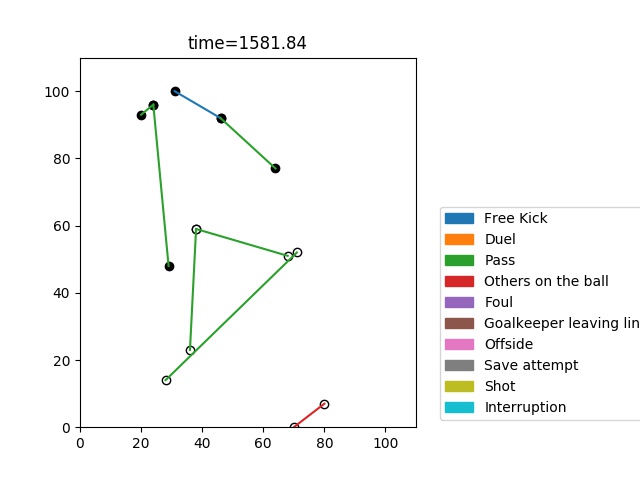 time=1581.84
100
80
60
40
20
0
0 20 40 60 80 100
Free Kick
Duel
Pass
Others on the ball
Foul
Goalkeeper leaving lin
Offside
Save attempt
Shot
Interruption